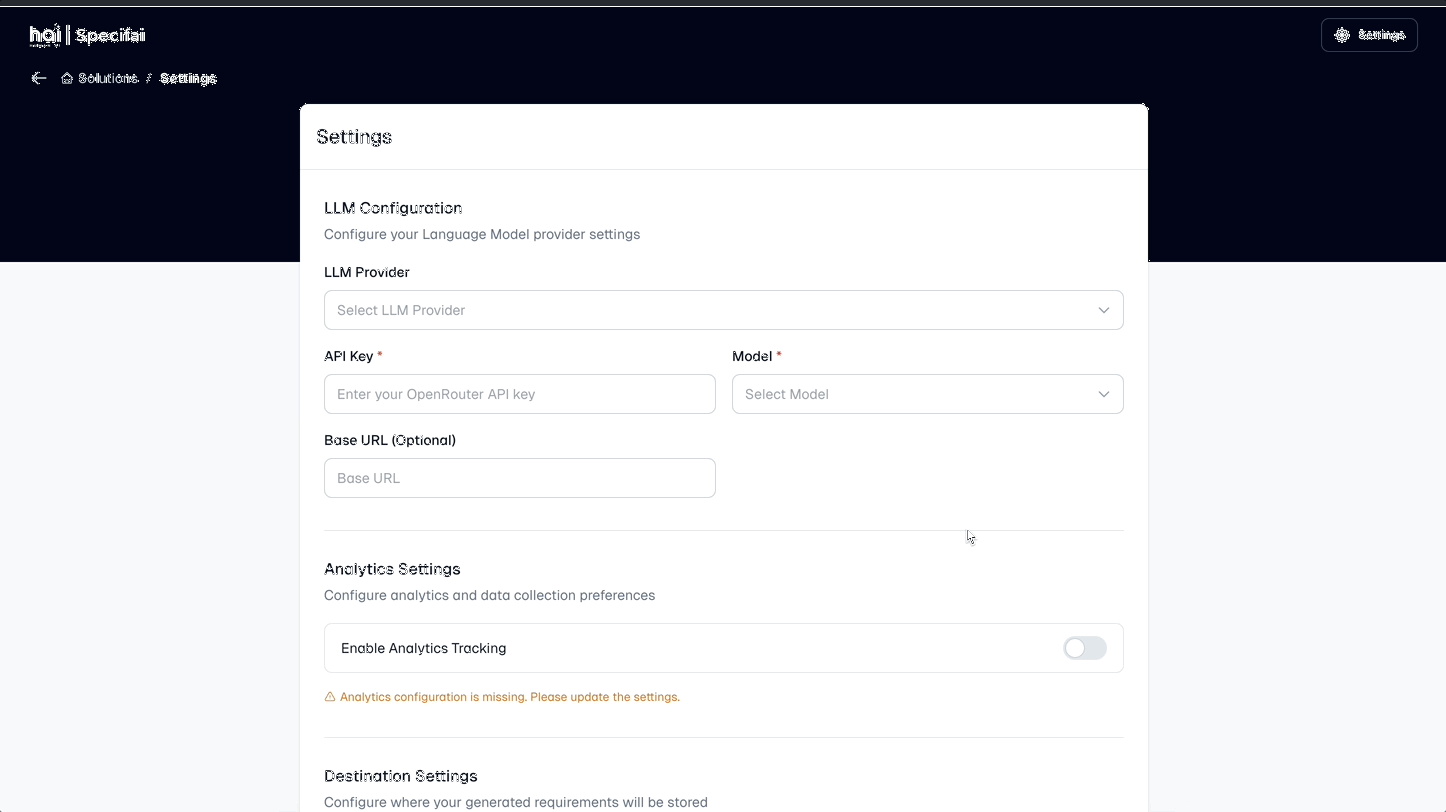 hai | Specifai
Settings
Solutions / Settings
Settings
LLM Configuration
Configure your Language Model provider settings
LLM Provider
Select LLM Provider
API Key *
Model *
Enter your OpenRouter API key
Select Model
Base URL (Optional)
Base URL
Analytics Settings
Configure analytics and data collection preferences
Enable Analytics Tracking
Analytics configuration is missing. Please update the settings.
Destination Settings
Configure where your generated requirements will be stored